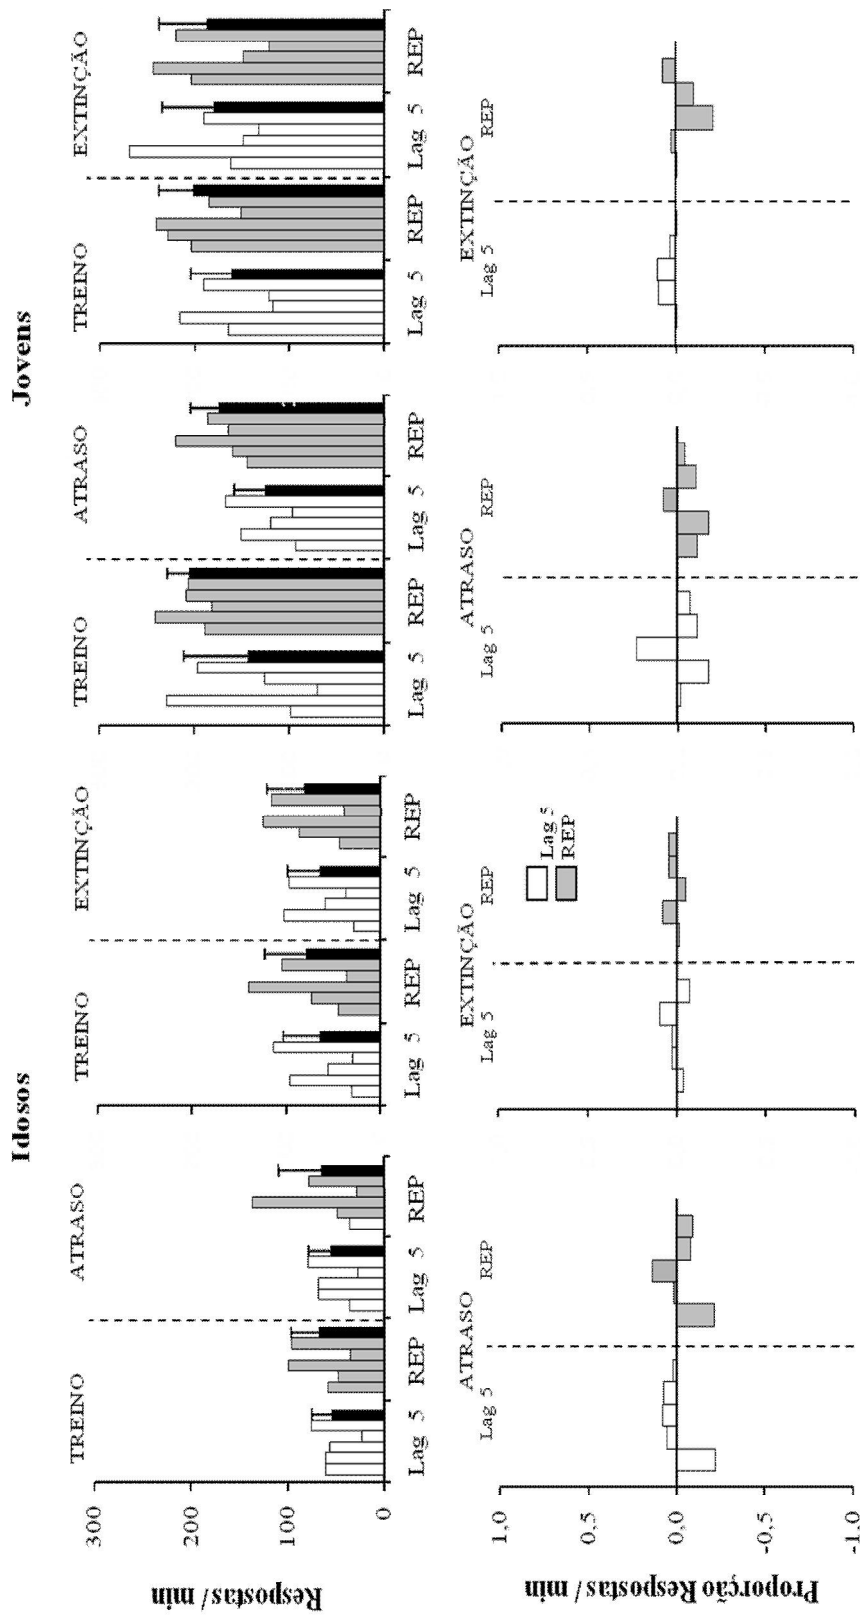 Idosos
Jovens
TREINO ATRASO
TREINO EXTINÇÃO
TREINO ATRASO
TREINO EXTINÇÃO
Respostas / min
300
200
100
0
Lag 5 REP Lag 5 REP
Lag 5 REP Lag 5 REP
Lag 5 REP Lag 5 REP
Lag 5 REP Lag 5 REP
ATRASO
Lag 5 REP
EXTINÇÃO
Lag 5 REP
ATRASO
Lag 5 REP
EXTINÇÃO
Lag 5 REP
Lag 5
REP
Proporção Respostas / min
1,0
0,5
0,0
-0,5
-1,0